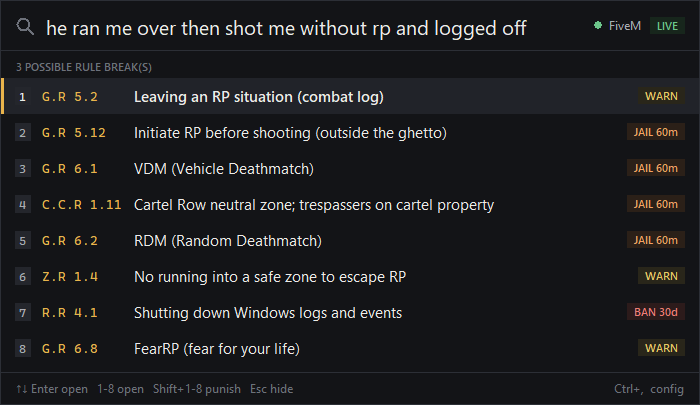 he ran me over then shot me without rp and logged off FiveM LIVE
3 POSSIBLE RULE BREAK(S)
1 G.R 5.2 Leaving an RP situation (combat log) WARN
2 G.R 5.12 Initiate RP before shooting (outside the ghetto) JAIL 60m
3 G.R 6.1 VDM (Vehicle Deathmatch) JAIL 60m
4 C.C.R 1.11 Cartel Row neutral zone; trespassers on cartel property JAIL 60m
5 G.R 6.2 RDM (Random Deathmatch) JAIL 60m
6 Z.R 1.4 No running into a safe zone to escape RP WARN
7 R.R 4.1 Shutting down Windows logs and events BAN 30d
8 G.R 6.8 FearRP (fear for your life) WARN
↑↓ Enter open 1-8 open Shift+1-8 punish Esc hide Ctrl+, config